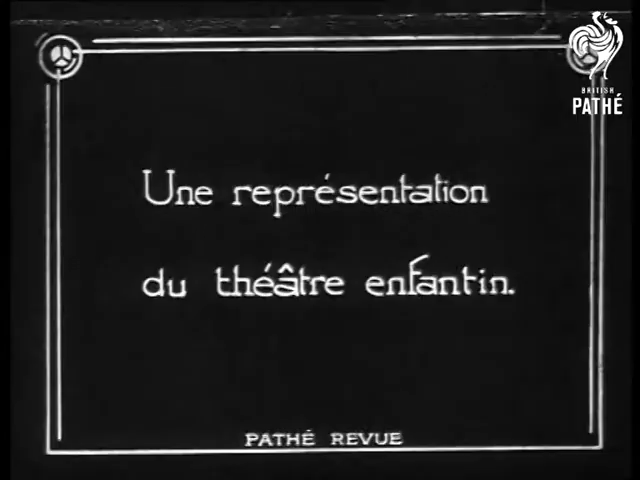 BRITISH
PATHÉ
Une représentation
du théâtre enfantin.
PATHÉ REVUE